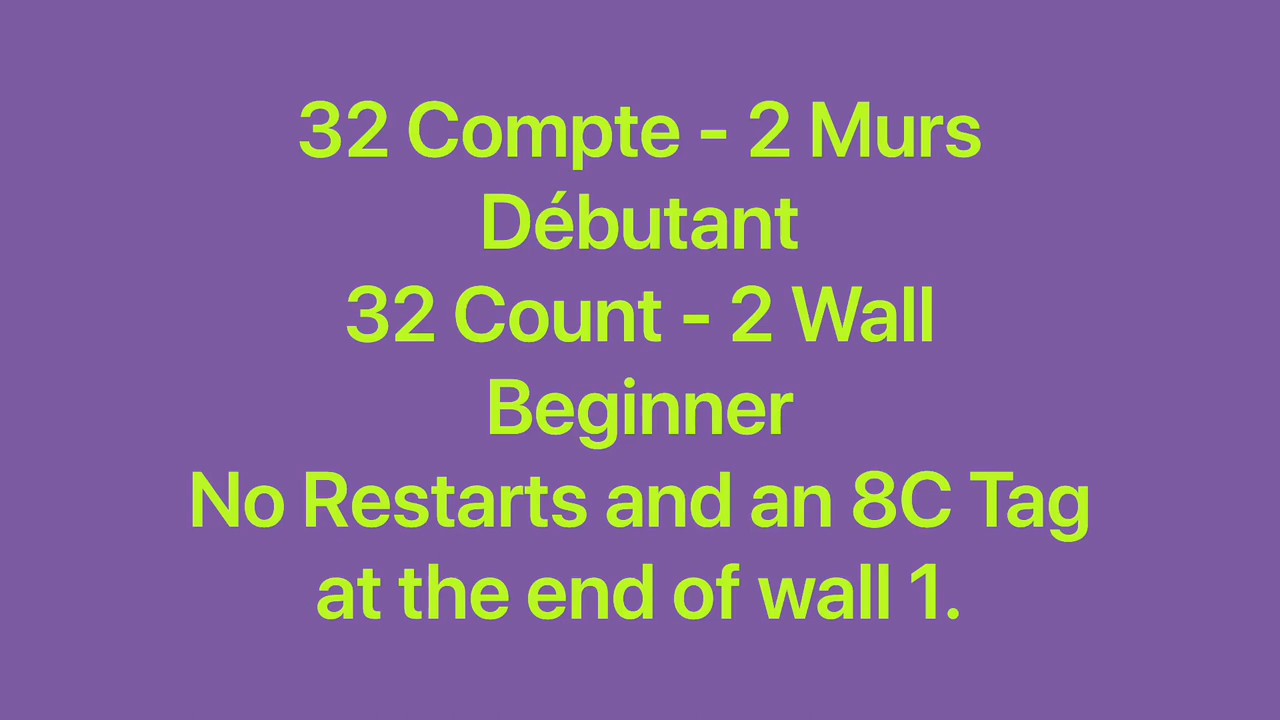 32 Compte - 2 Murs
Débutant
32 Count - 2 Wall
Beginner
No Restarts and an 8C Tag
at the end of wall 1.